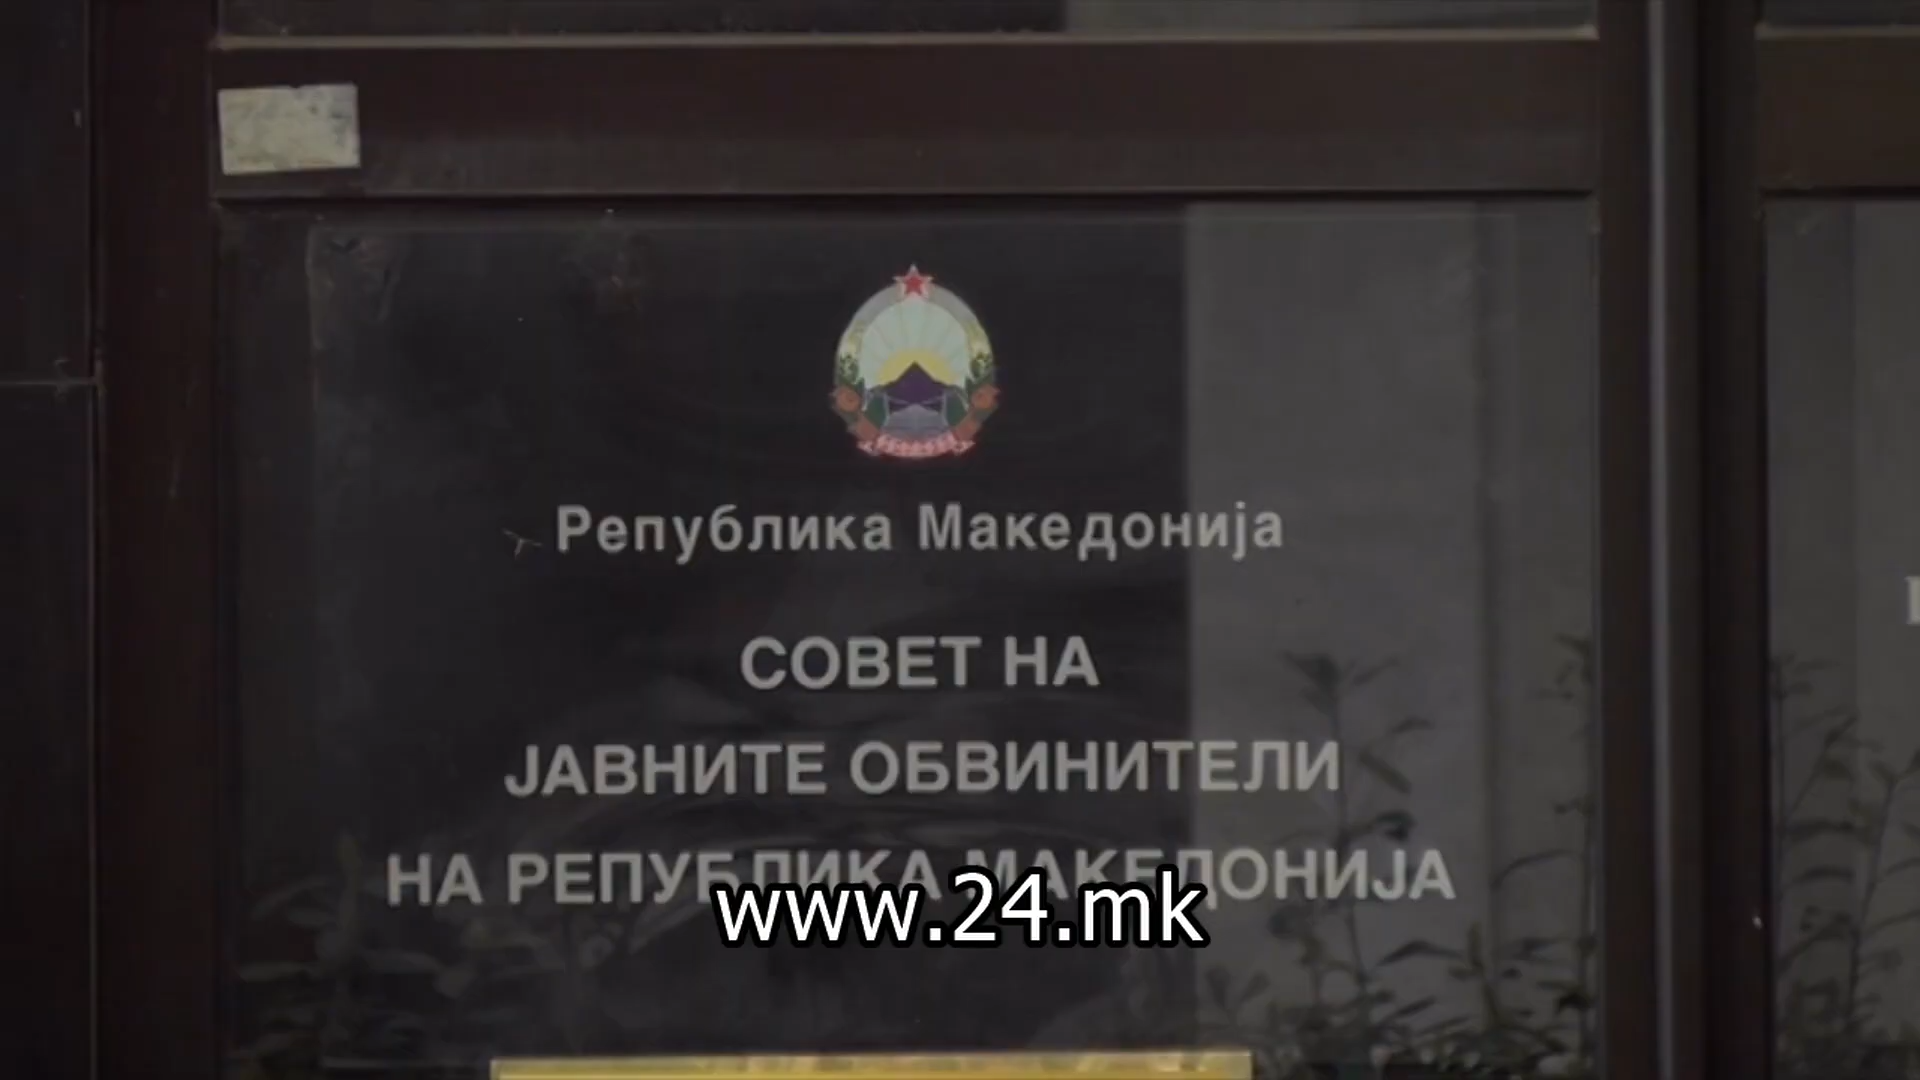 Република Македонија
СОВЕТ НА
ЈАВНИТЕ ОБВИНИТЕЛИ
НА РЕПУБЛИКА МАКЕДОНИЈА
www.24.mk